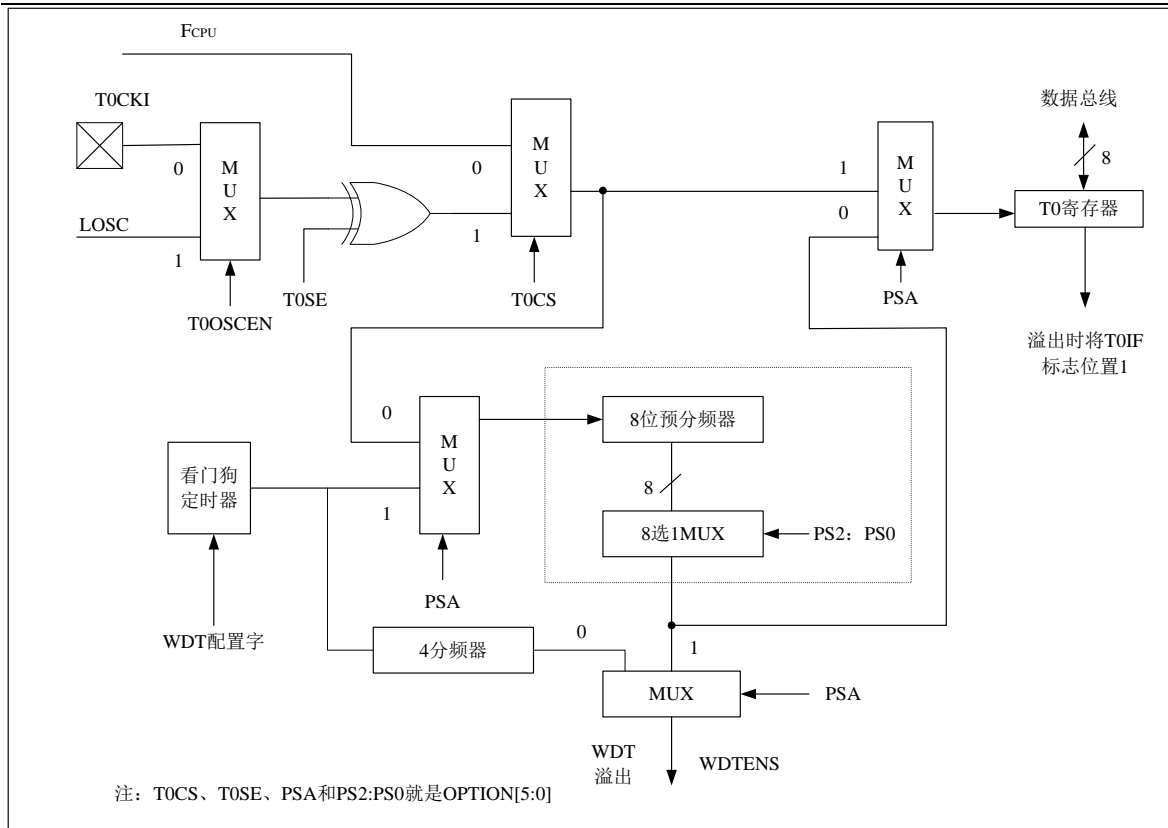 FCPU
T0CKI
0
MUX
LOSC
1
T0OSCEN
T0SE
0
MUX
1
T0CS
1
MUX
0
PSA
数据总线
8
T0寄存器
溢出时将T0IF
标志位置1
0
MUX
1
PSA
看门狗
定时器
WDT配置字
8位预分频器
8
8选1MUX
PS2：PS0
4分频器
0
1
MUX
PSA
WDT
溢出
WDTENS
注：T0CS、T0SE、PSA和PS2:PS0就是OPTION[5:0]